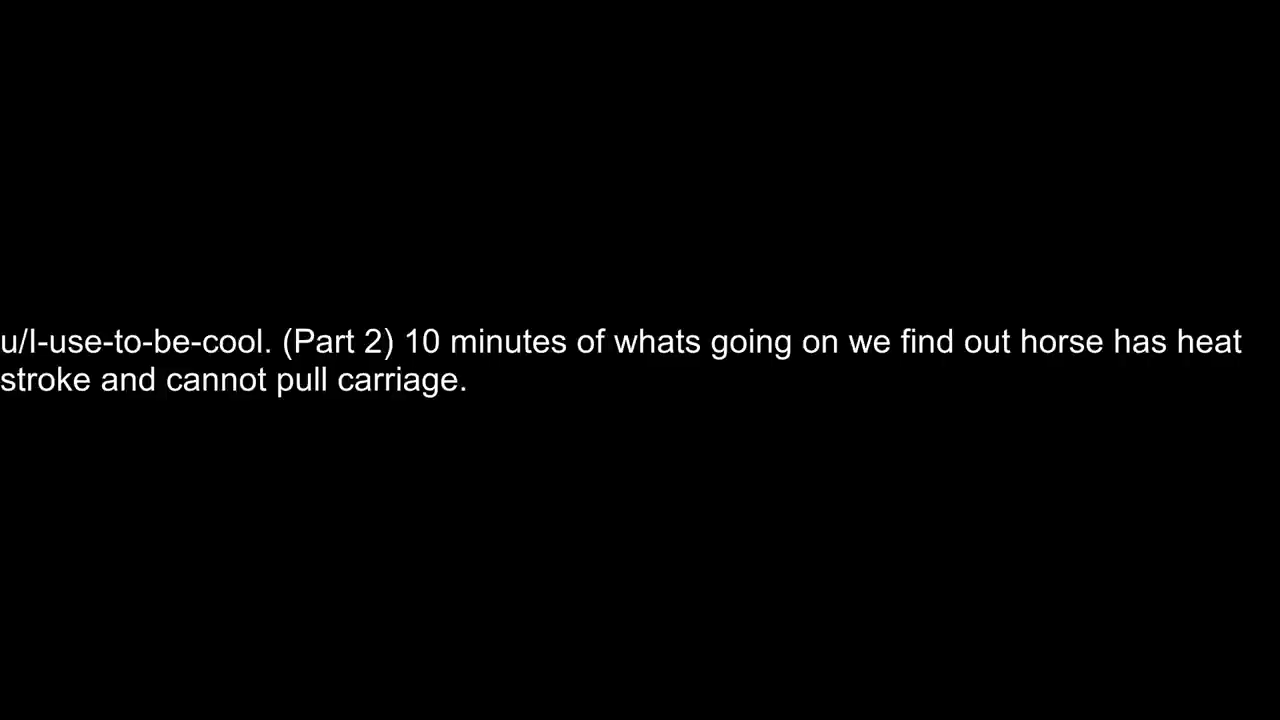 u/I-use-to-be-cool. (Part 2) 10 minutes of whats going on we find out horse has heat
stroke and cannot pull carriage.